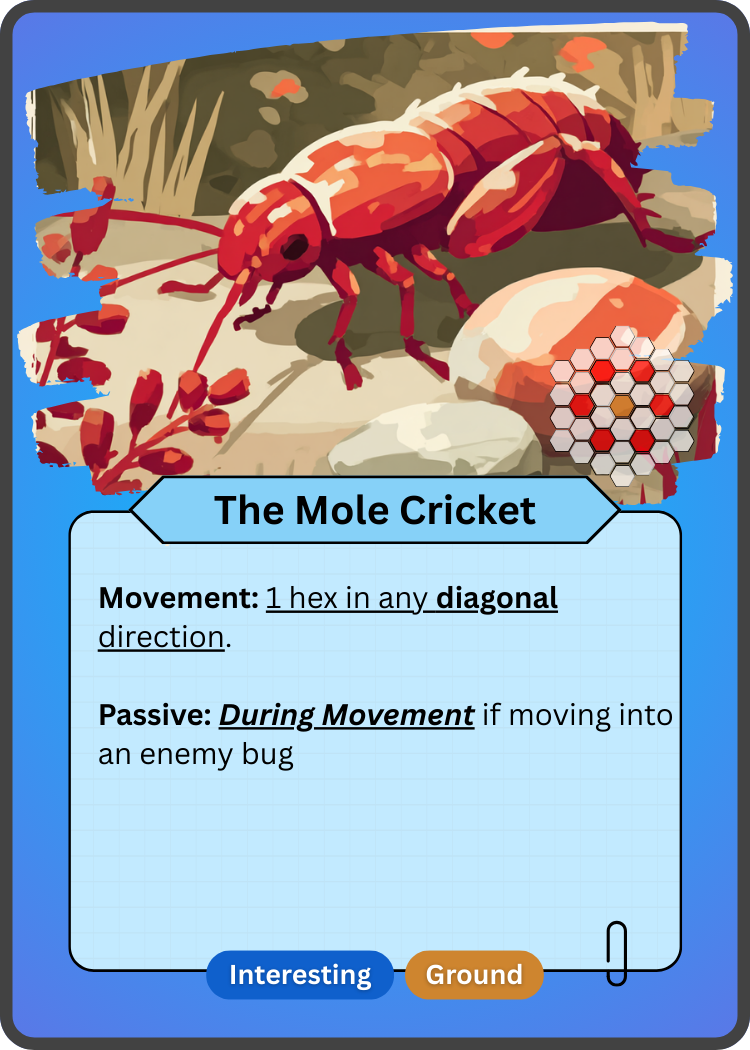 The Mole Cricket
Movement: 1 hex in any diagonal
direction.
Passive: During Movement if moving into
an enemy bug
Interesting
Ground